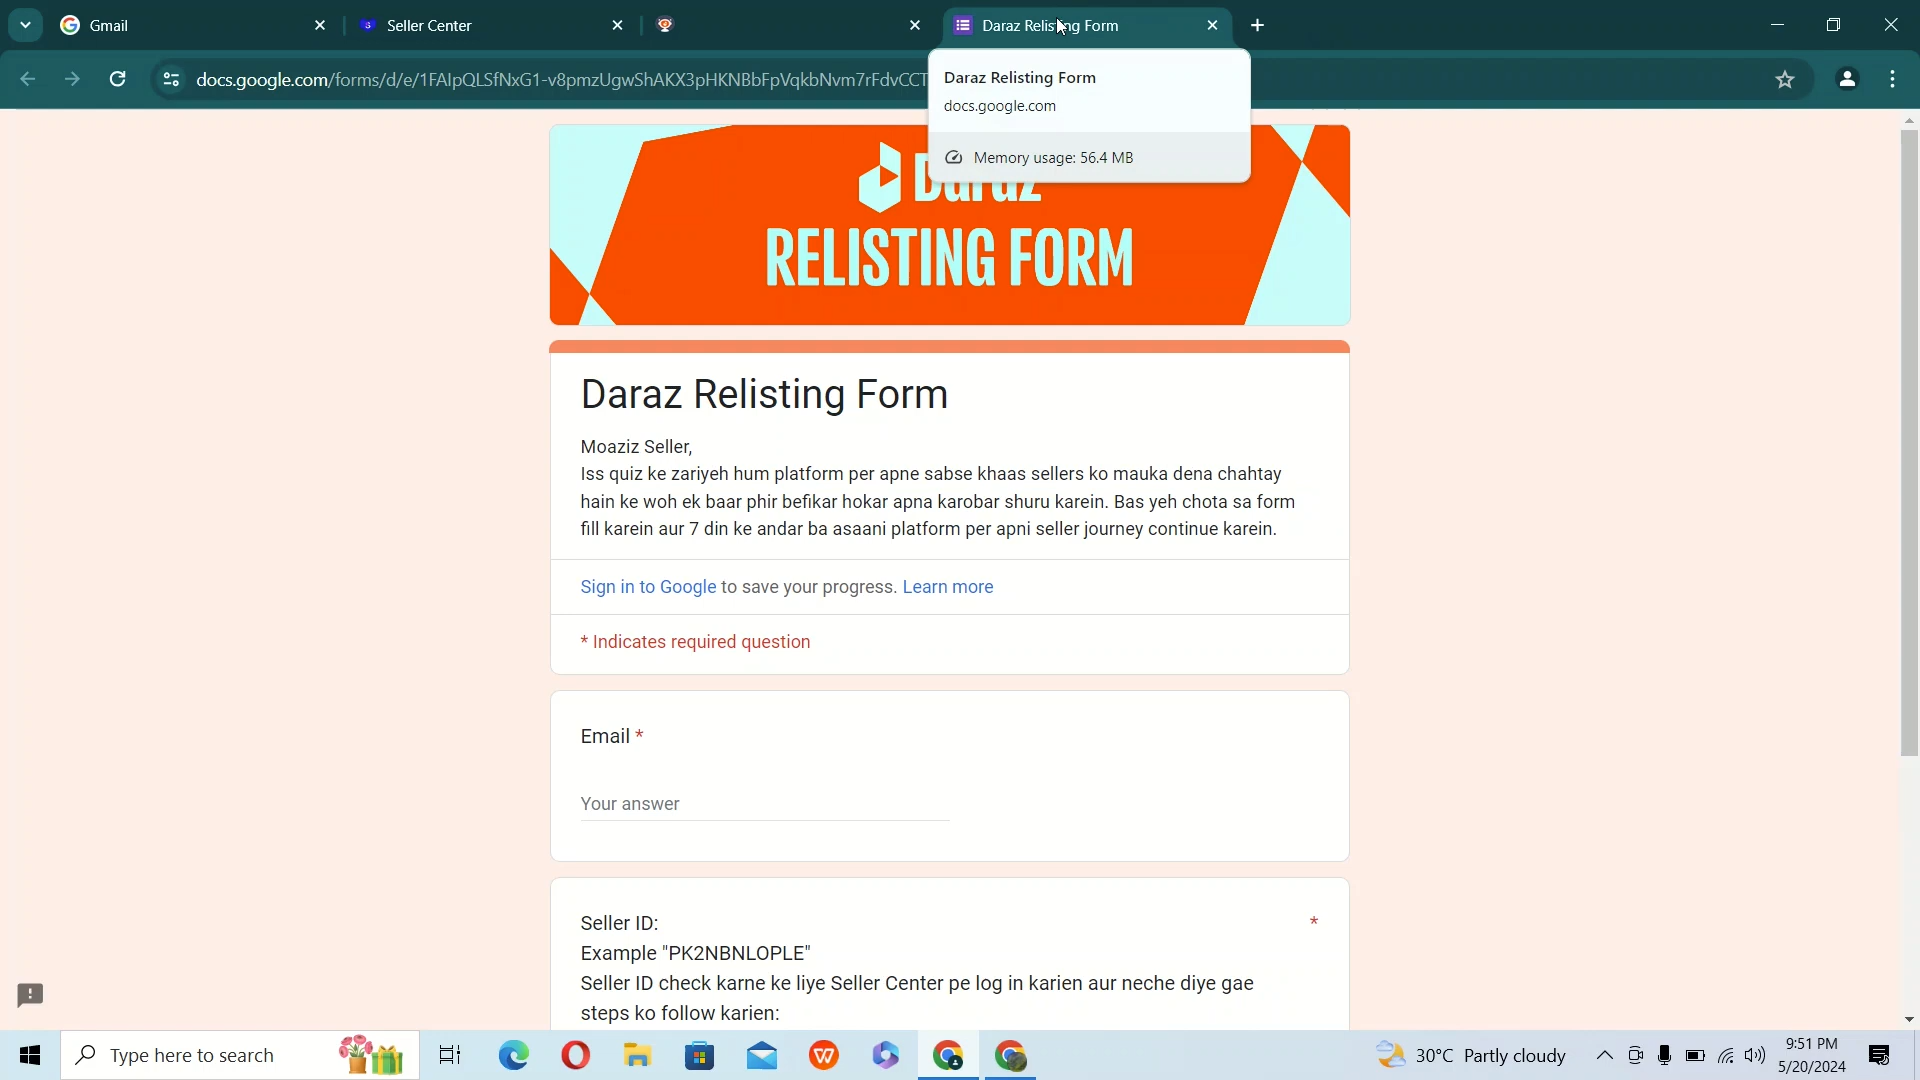 Gmail
Seller Center
Daraz Relisting Form
docs.google.com/forms/d/e/1FAIpQLSfNxG1-v8pmzUgwShAKX3pHKNBbFpVqkbNvm7rFdvCCT
Daraz Relisting Form
docs.google.com
Memory usage: 56.4 MB
Daraz
RELISTING FORM
Daraz Relisting Form
Moaziz Seller,
Iss quiz ke zariyeh hum platform per apne sabse khaas sellers ko mauka dena chahtay
hain ke woh ek baar phir befikar hokar apna karobar shuru karein. Bas yeh chota sa form
fill karein aur 7 din ke andar ba asaani platform per apni seller journey continue karein.
Sign in to Google to save your progress. Learn more
* Indicates required question
Email *
Your answer
Seller ID: *
Example "PK2NBNLOPLE"
Seller ID check karne ke liye Seller Center pe log in karien aur neche diye gae
steps ko follow karien:
Type here to search
30°C Partly cloudy
9:51 PM
5/20/2024